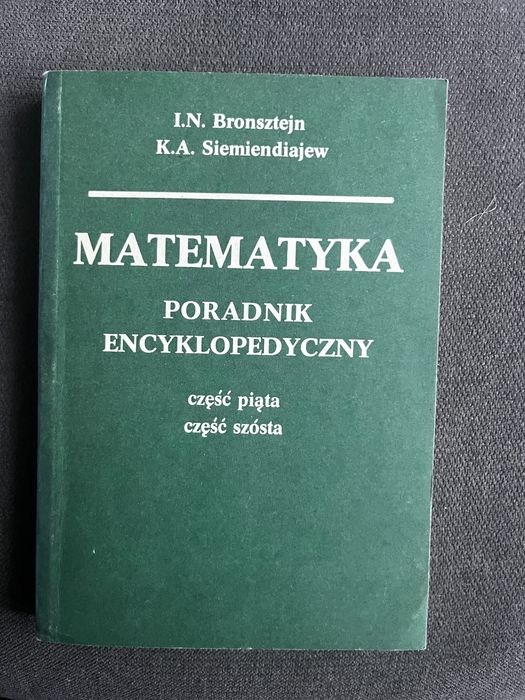 I.N. Bronsztejn
K.A. Siemiendiajew
MATEMATYKA
PORADNIK
ENCYKLOPEDYCZNY
część piąta
część szósta